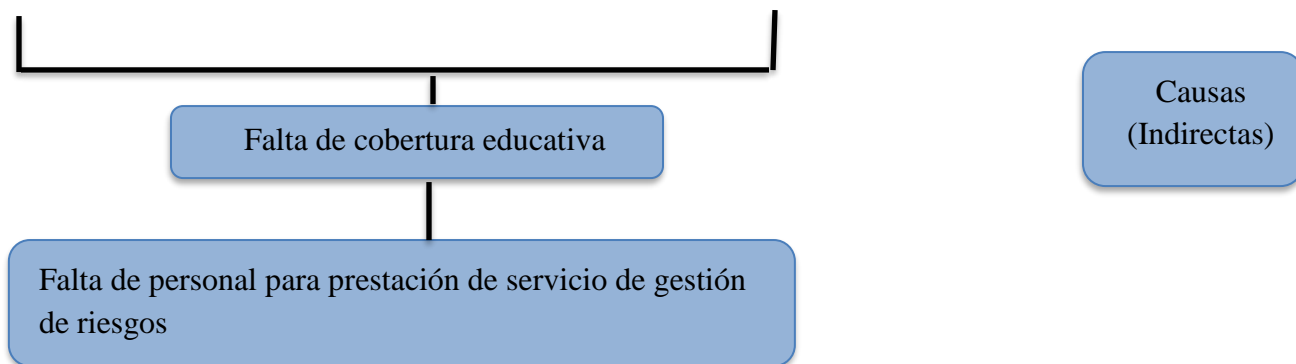 Causas
(Indirectas)
Falta de cobertura educativa
Falta de personal para prestación de servicio de gestión
de riesgos